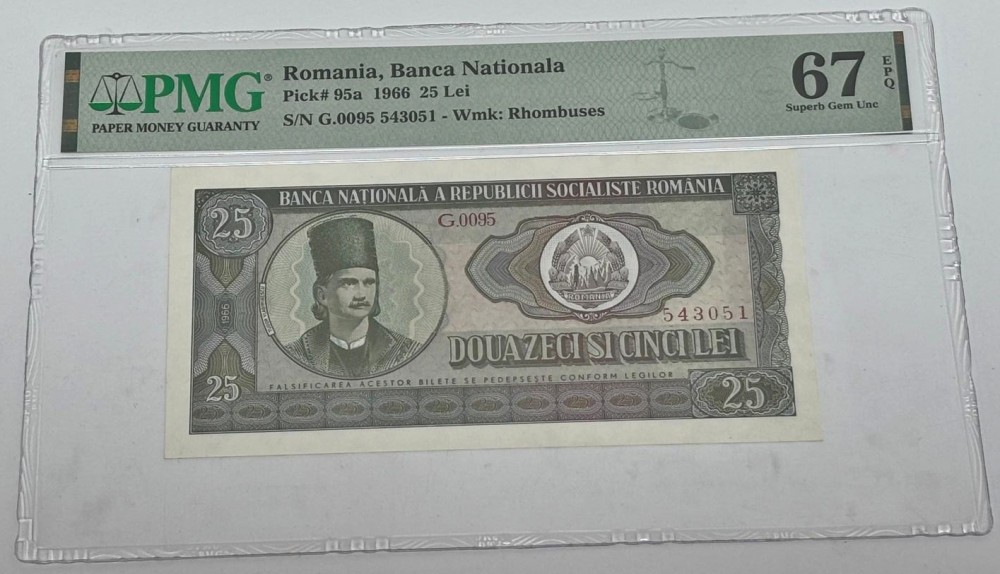 PMG®
PAPER MONEY GUARANTY
Romania, Banca Nationala
Pick# 95a 1966 25 Lei
S/N G.0095 543051 - Wmk: Rhombuses
67 EPQ
Superb Gem Unc
BANCA NAȚIONALĂ A REPUBLICII SOCIALISTE ROMÂNIA
25
G.0095
ROMANIA
543051
1966
DOUAZECI SI CINCI LEI
25
FALSIFICAREA ACESTOR BILETE SE PEDEPSEȘTE CONFORM LEGILOR
25